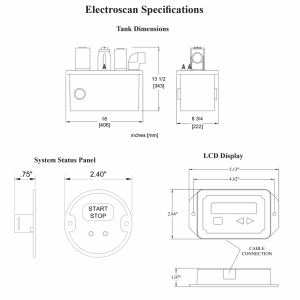 Electroscan Specifications
Tank Dimensions
A A
13 1/2
[343]
16
[406]
8 3/4
[222]
inches [mm]
System Status Panel
LCD Display
.75"
2.40"
START
STOP
5.13"
4.62"
2.64"
CABLE
CONNECTION
1.07"